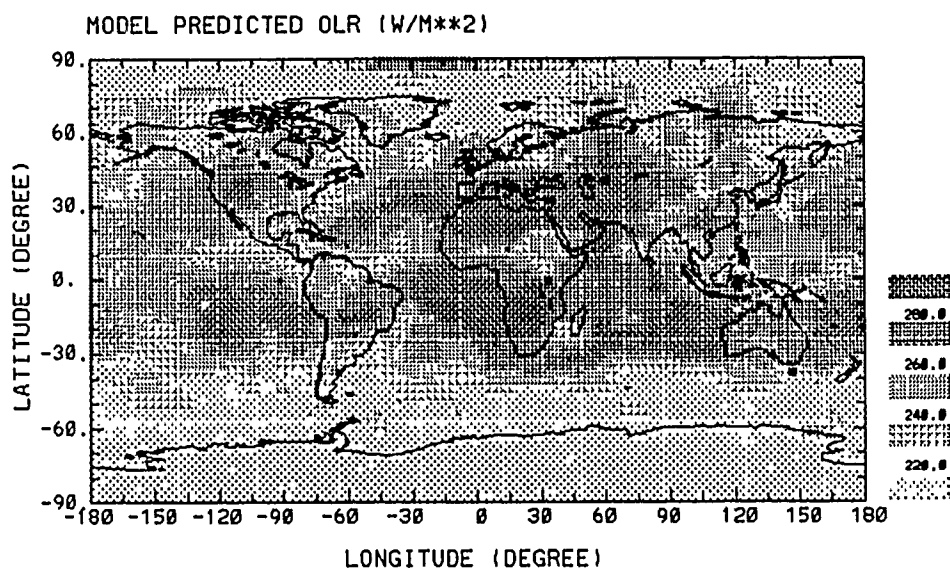 MODEL PREDICTED OLR (W/M**2)
90.
60.
30.
0.
-30.
-60.
-90.
LATITUDE (DEGREE)
-180 -150 -120 -90 -60 -30 0 30 60 90 120 150 180
LONGITUDE (DEGREE)
280.0
260.0
240.0
220.0